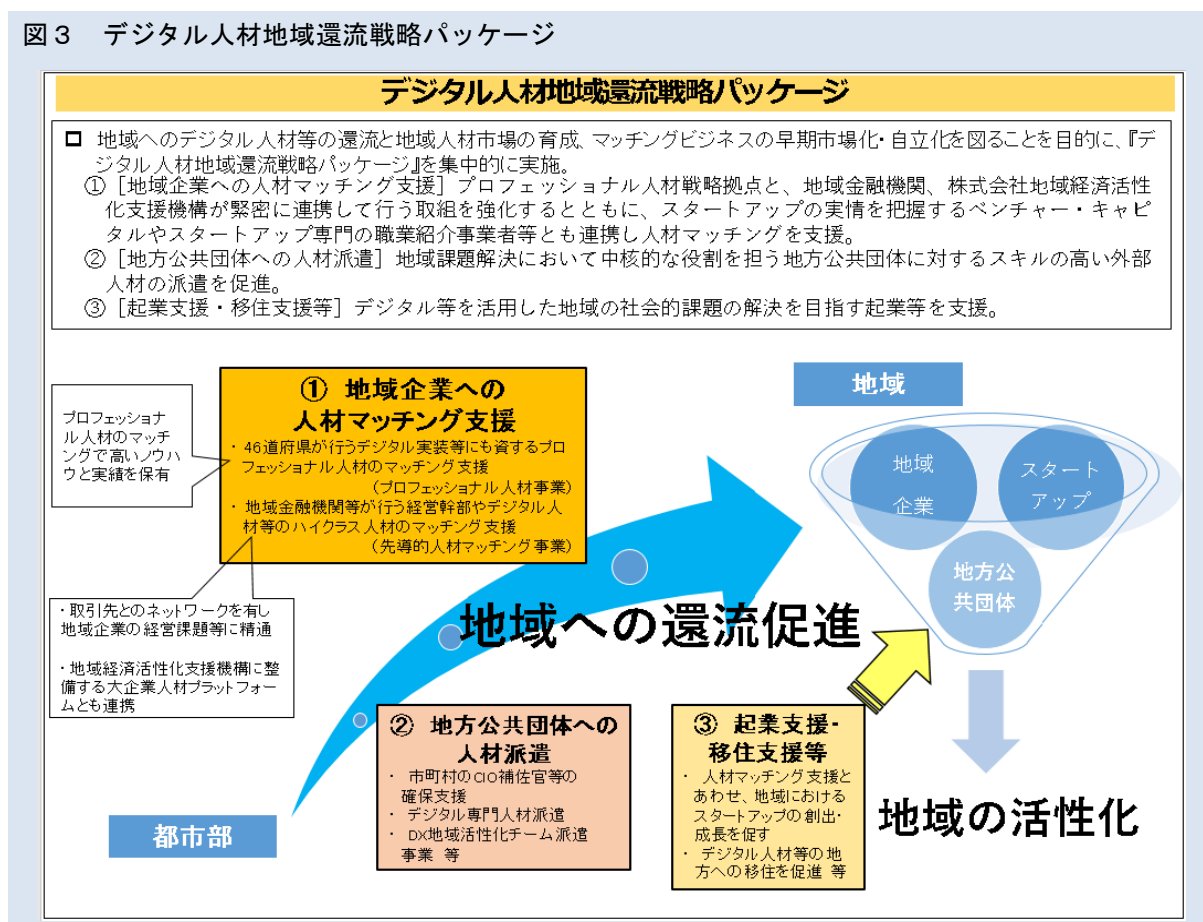 図３　デジタル人材地域還流戦略パッケージ
デジタル人材地域還流戦略パッケージ
□ 地域へのデジタル人材等の還流と地域人材市場の育成、マッチングビジネスの早期市場化・自立化を図ることを目的に、『デ
ジタル人材地域還流戦略パッケージ』を集中的に実施。
①［地域企業への人材マッチング支援］プロフェッショナル人材戦略拠点と、地域金融機関、株式会社地域経済活性
化支援機構が緊密に連携して行う取組を強化するとともに、スタートアップの実情を把握するベンチャー・キャピ
タルやスタートアップ専門の職業紹介事業者等とも連携し人材マッチングを支援。
②［地方公共団体への人材派遣］地域課題解決において中核的な役割を担う地方公共団体に対するスキルの高い外部
人材の派遣を促進。
③［起業支援・移住支援等］デジタル等を活用した地域の社会的課題の解決を目指す起業等を支援。
プロフェッショナ
ル人材のマッチ
ングで高いノウハ
ウと実績を保有
① 地域企業への
人材マッチング支援
・ 46道府県が行うデジタル実装等にも資するプロ
フェッショナル人材のマッチング支援
（プロフェッショナル人材事業）
・ 地域金融機関等が行う経営幹部やデジタル人
材等のハイクラス人材のマッチング支援
（先導的人材マッチング事業）
・取引先とのネットワークを有し
地域企業の経営課題等に精通
・地域経済活性化支援機構に整
備する大企業人材プラットフォー
ムとも連携
地域
地域
企業
スタート
アップ
地方公
共団体
地域への還流促進
② 地方公共団体への
人材派遣
・ 市町村のCIO補佐官等の
確保支援
・ デジタル専門人材派遣
・ DX地域活性化チーム派遣
事業 等
③ 起業支援・
移住支援等
・ 人材マッチング支援と
あわせ、地域における
スタートアップの創出・
成長を促す
・ デジタル人材等の地
方への移住を促進 等
都市部
地域の活性化